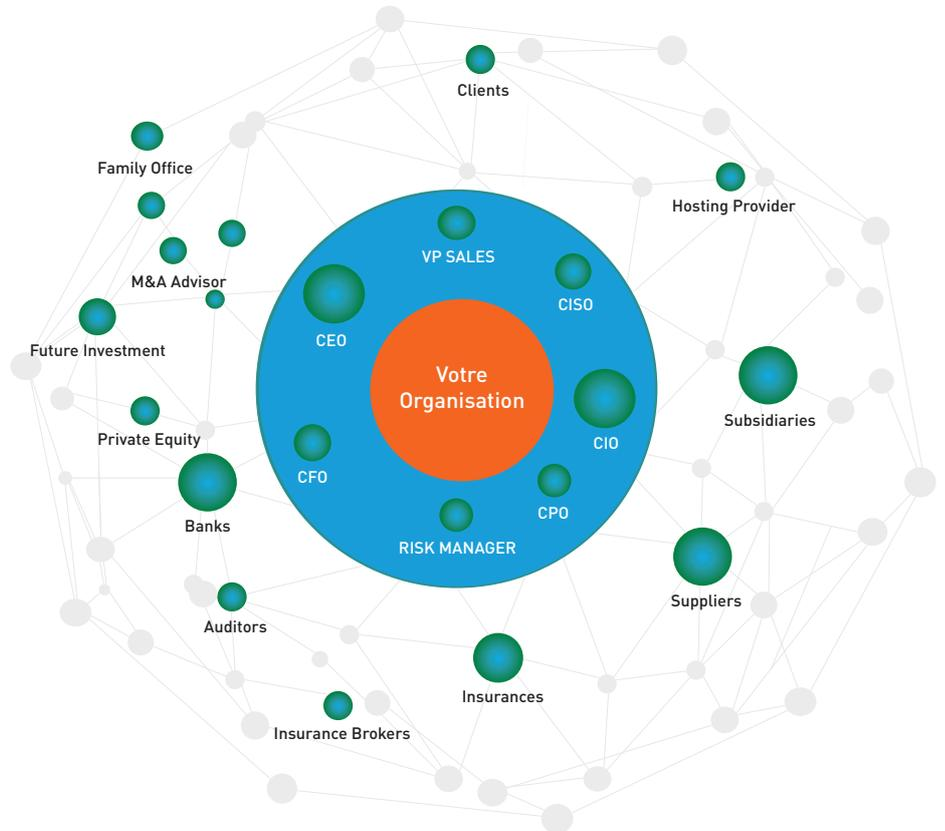 Clients
Family Office
Hosting Provider
VP SALES
M&A Advisor
CISO
CEO
Future Investment
Votre
Organisation
Subsidiaries
Private Equity
CIO
CFO
CPO
Banks
RISK MANAGER
Suppliers
Auditors
Insurances
Insurance Brokers